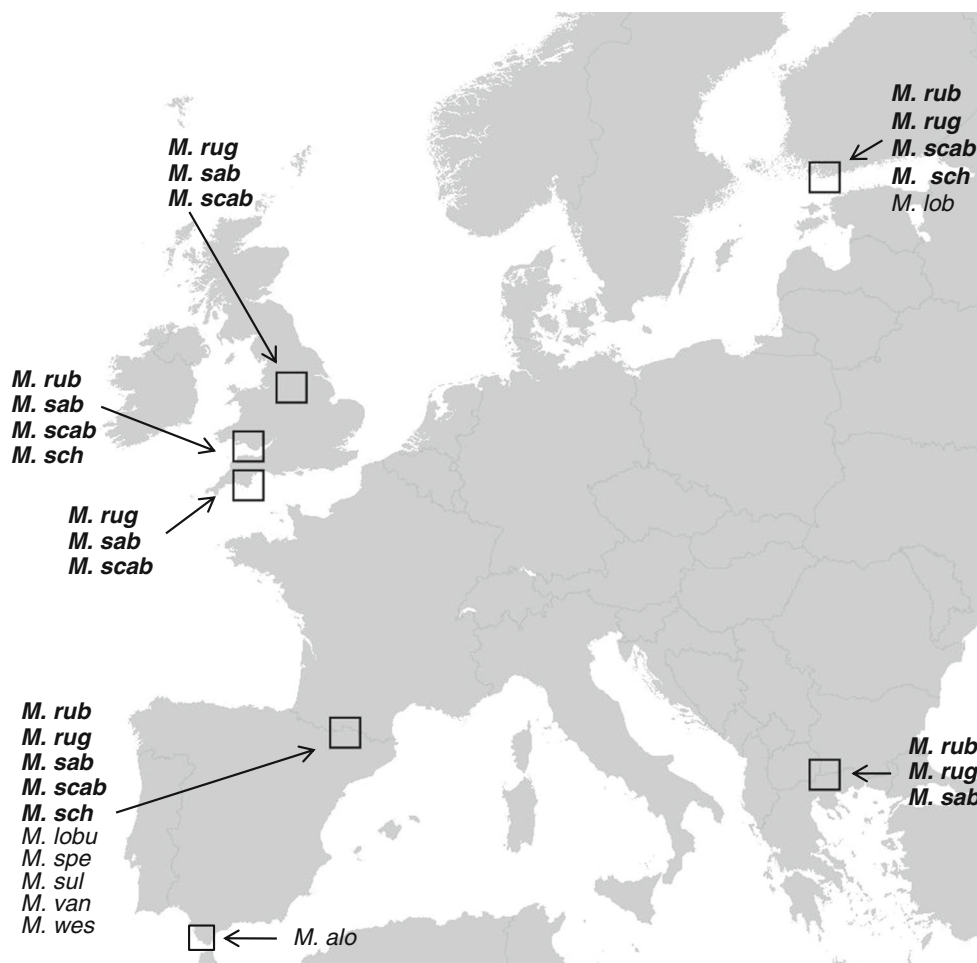 M. rub
M. rug
M. scab
M. sch
M. lob
M. rug
M. sab
M. scab
M. rub
M. sab
M. scab
M. sch
M. rug
M. sab
M. scab
M. rub
M. rug
M. sab
M. scab
M. sch
M. lobu
M. spe
M. sul
M. van
M. wes
M. rub
M. rug
M. sab
M. alo